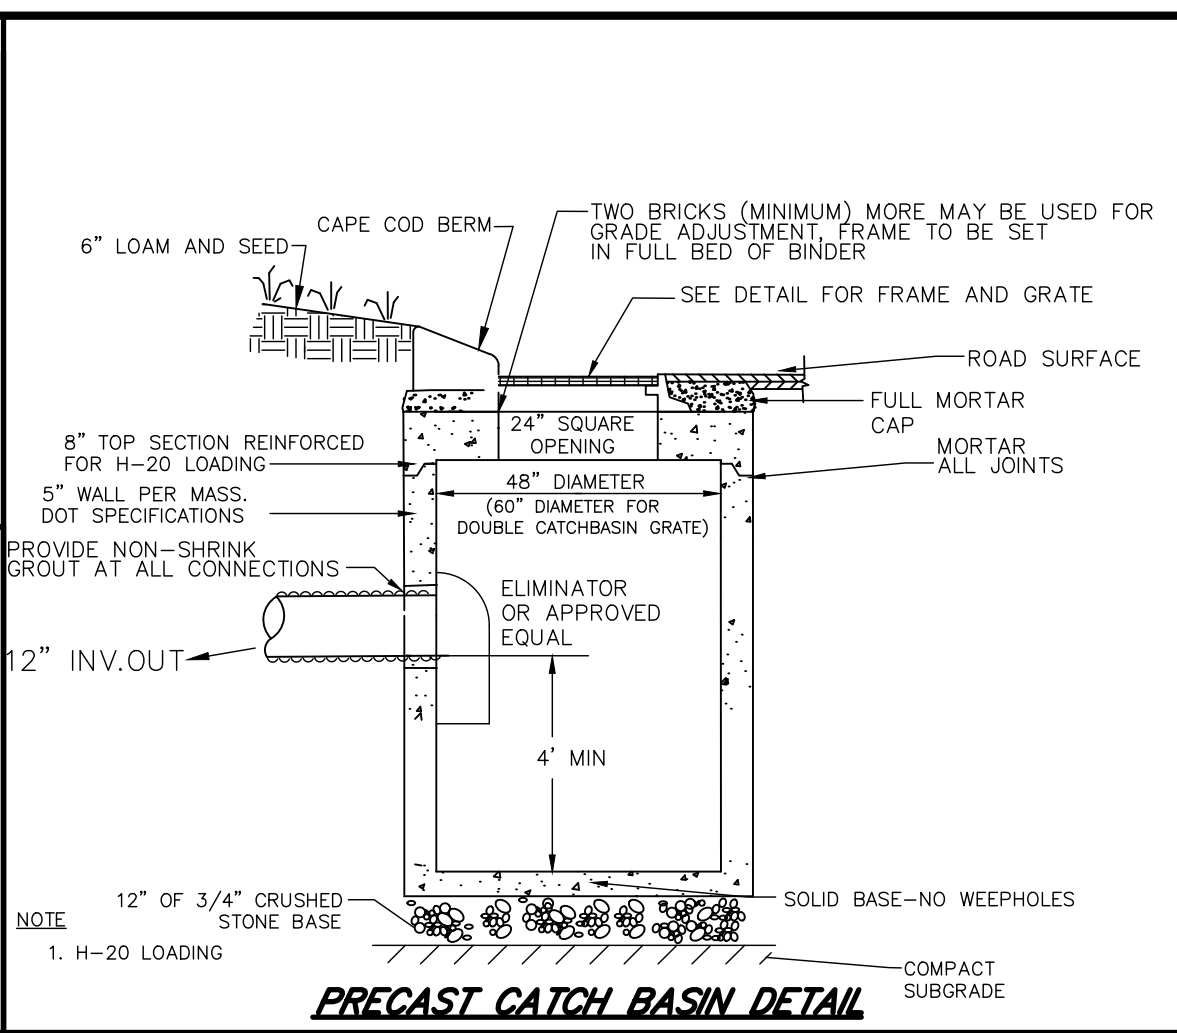 CAPE COD BERM
6" LOAM AND SEED
TWO BRICKS (MINIMUM) MORE MAY BE USED FOR
GRADE ADJUSTMENT, FRAME TO BE SET
IN FULL BED OF BINDER
SEE DETAIL FOR FRAME AND GRATE
ROAD SURFACE
FULL MORTAR
CAP
24" SQUARE
OPENING
8" TOP SECTION REINFORCED
FOR H-20 LOADING
MORTAR
ALL JOINTS
48" DIAMETER
(60" DIAMETER FOR
DOUBLE CATCHBASIN GRATE)
5" WALL PER MASS.
DOT SPECIFICATIONS
PROVIDE NON-SHRINK
GROUT AT ALL CONNECTIONS
ELIMINATOR
OR APPROVED
EQUAL
12" INV.OUT
4' MIN
12" OF 3/4" CRUSHED
STONE BASE
SOLID BASE-NO WEEPHOLES
NOTE
1. H-20 LOADING
COMPACT
SUBGRADE
PRECAST CATCH BASIN DETAIL